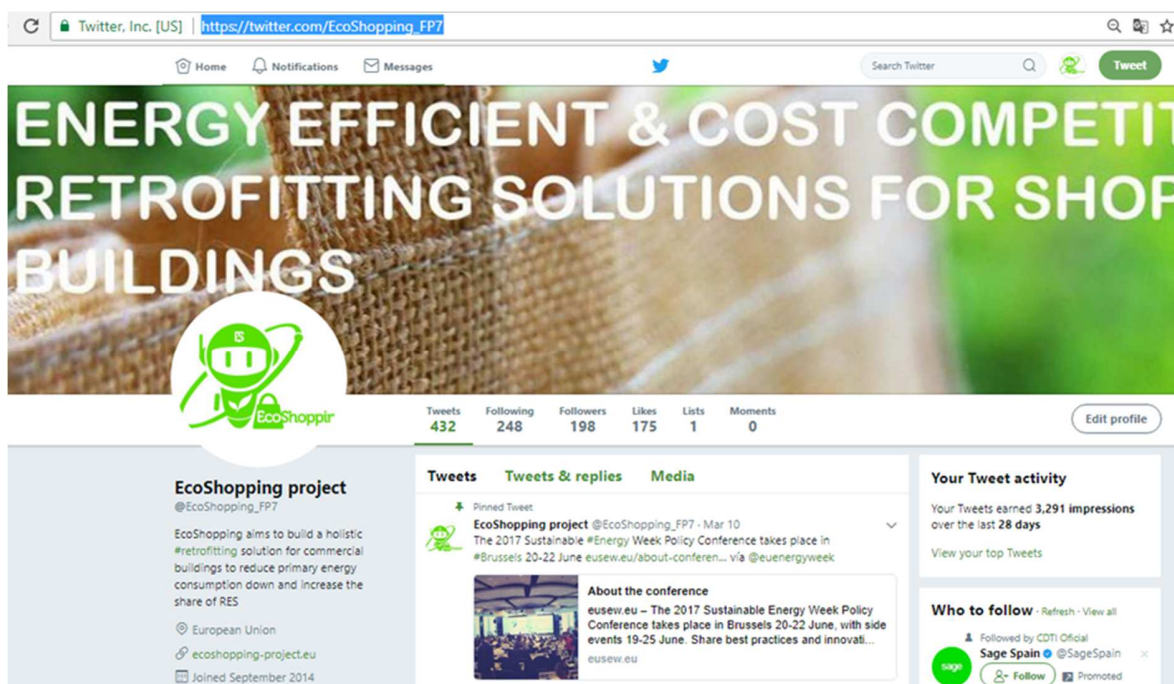 Twitter, Inc. [US] | https://twitter.com/EcoShopping_FP7
Home Notifications Messages Search Twitter Tweet
ENERGY EFFICIENT & COST COMPETI
RETROFITTING SOLUTIONS FOR SHOP
BUILDINGS
ES
EcoShoppin
Tweets Following Followers Likes Lists Moments
432 248 198 175 1 0
Edit profile
EcoShopping project
@EcoShopping_FP7
EcoShopping aims to build a holistic
#retrofitting solution for commercial
buildings to reduce primary energy
consumption down and increase the
share of RES
European Union
ecoshopping-project.eu
Joined September 2014
Tweets Tweets & replies Media
Pinned Tweet
EcoShopping project @EcoShopping_FP7 · Mar 10
The 2017 Sustainable #Energy Week Policy Conference takes place in
#Brussels 20-22 June eusew.eu/about-conferen... vía @euenergyweek
About the conference
eusew.eu – The 2017 Sustainable Energy Week Policy
Conference takes place in Brussels 20-22 June, with side
events 19-25 June. Share best practices and innovati...
eusew.eu
Your Tweet activity
Your Tweets earned 3,291 impressions
over the last 28 days
View your top Tweets
Who to follow · Refresh · View all
Followed by CDTI Oficial
Sage Spain @SageSpain
sage
Follow Promoted